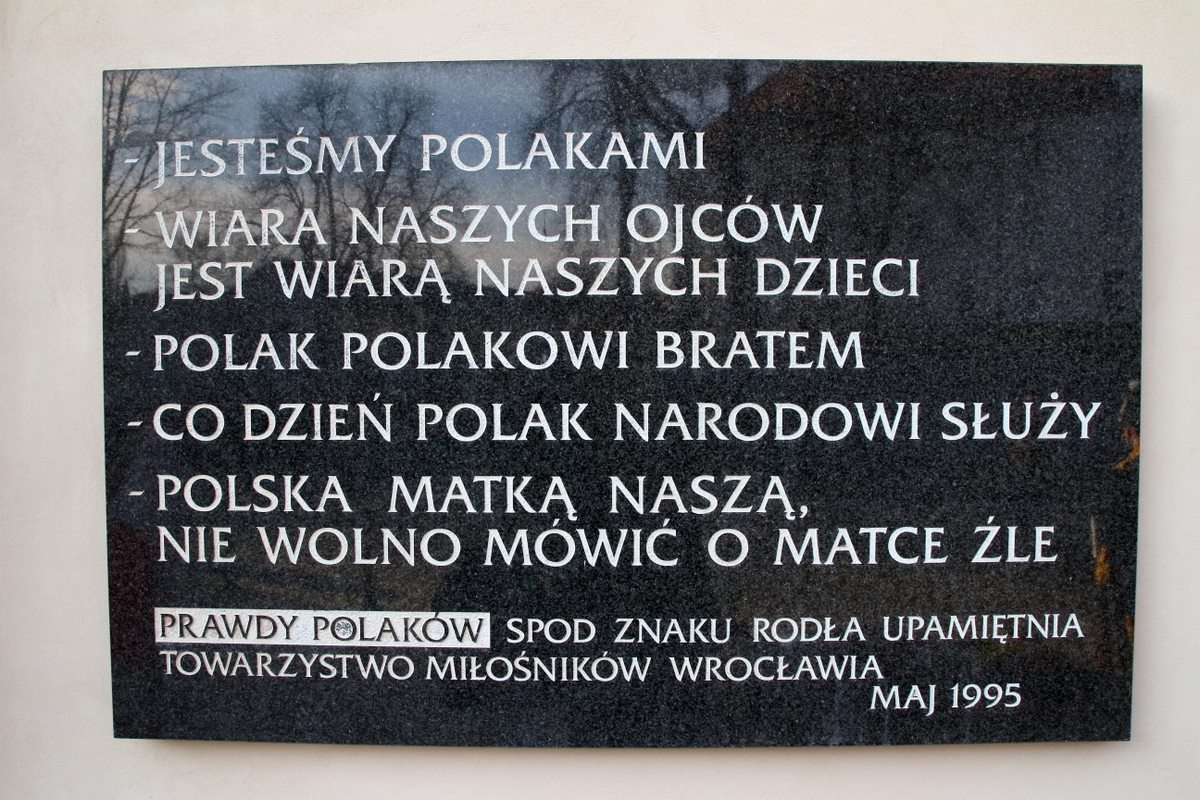 - JESTEŚMY POLAKAMI
- WIARA NASZYCH OJCÓW
JEST WIARĄ NASZYCH DZIECI
- POLAK POLAKOWI BRATEM
- CO DZIEŃ POLAK NARODOWI SŁUŻY
- POLSKA MATKĄ NASZĄ,
NIE WOLNO MÓWIĆ O MATCE ŹLE
PRAWDY POLAKÓW SPOD ZNAKU RODŁA UPAMIĘTNIA
TOWARZYSTWO MIŁOŚNIKÓW WROCŁAWIA
MAJ 1995